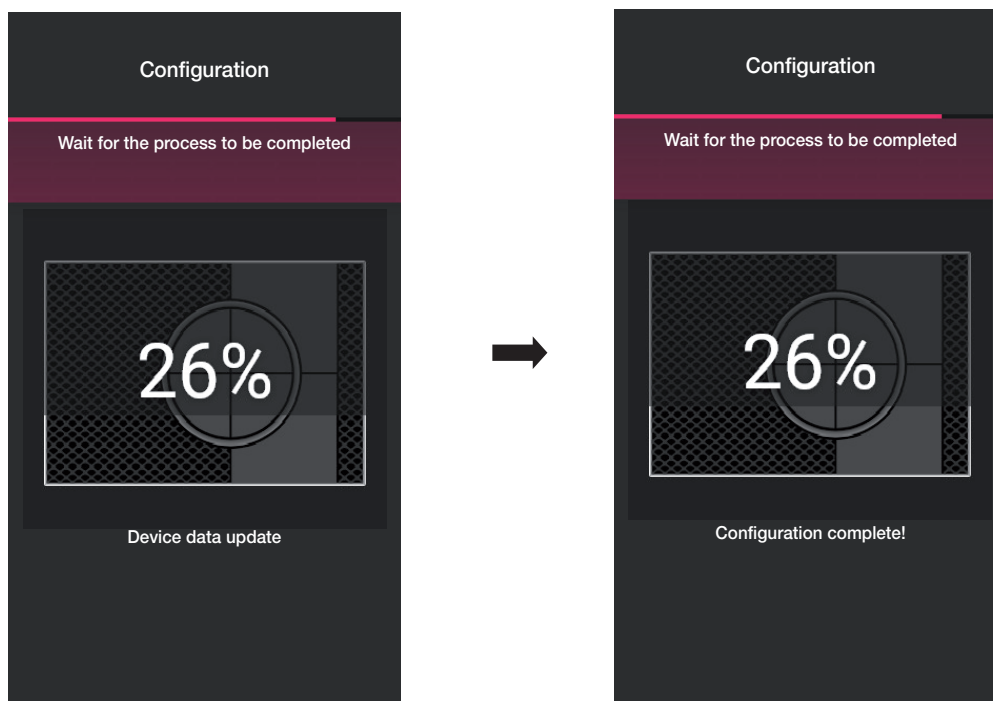 Configuration
Wait for the process to be completed
26%
Device data update
Configuration
Wait for the process to be completed
26%
Configuration complete!